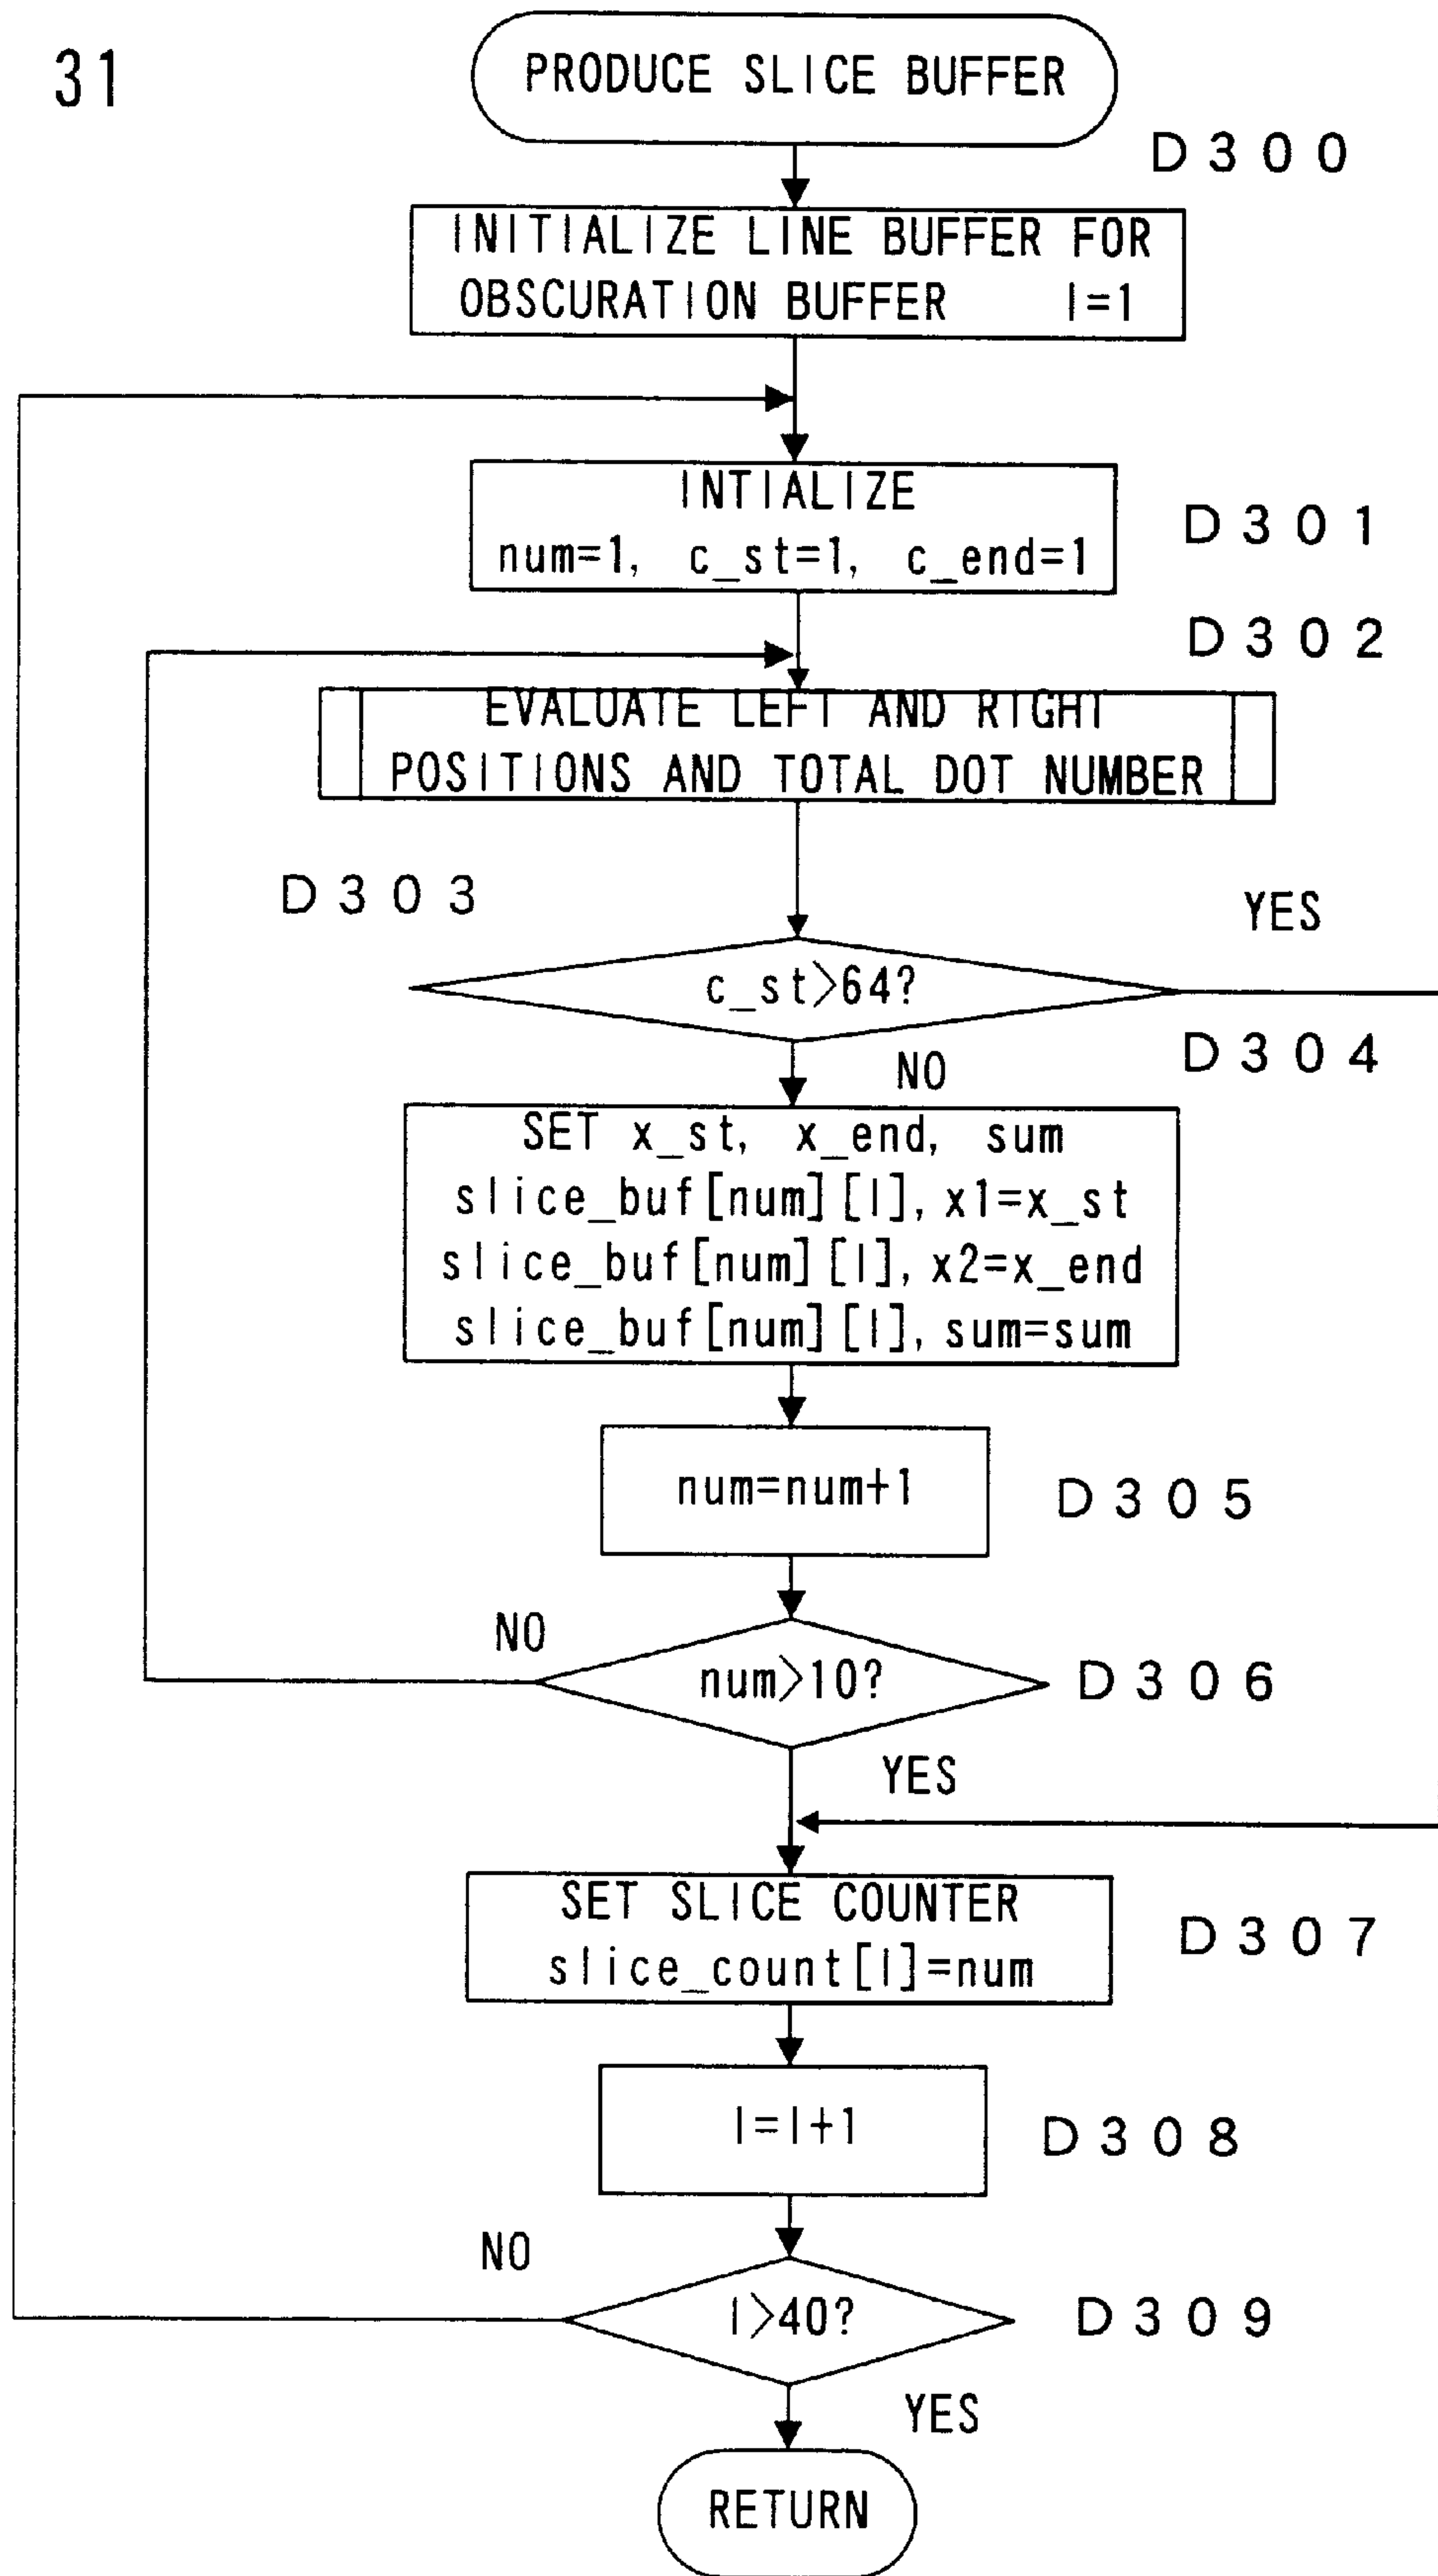 31
PRODUCE SLICE BUFFER
D300
INITIALIZE LINE BUFFER FOR
OBSCURATION BUFFER l=1
INTIALIZE
num=1, c_st=1, c_end=1
D301
D302
EVALUATE LEFT AND RIGHT
POSITIONS AND TOTAL DOT NUMBER
D303
YES
c_st>64?
D304
NO
SET x_st, x_end, sum
slice_buf[num][l], x1=x_st
slice_buf[num][l], x2=x_end
slice_buf[num][l], sum=sum
num=num+1
D305
NO
num>10?
D306
YES
SET SLICE COUNTER
slice_count[l]=num
D307
l=l+1
D308
NO
l>40?
D309
YES
RETURN